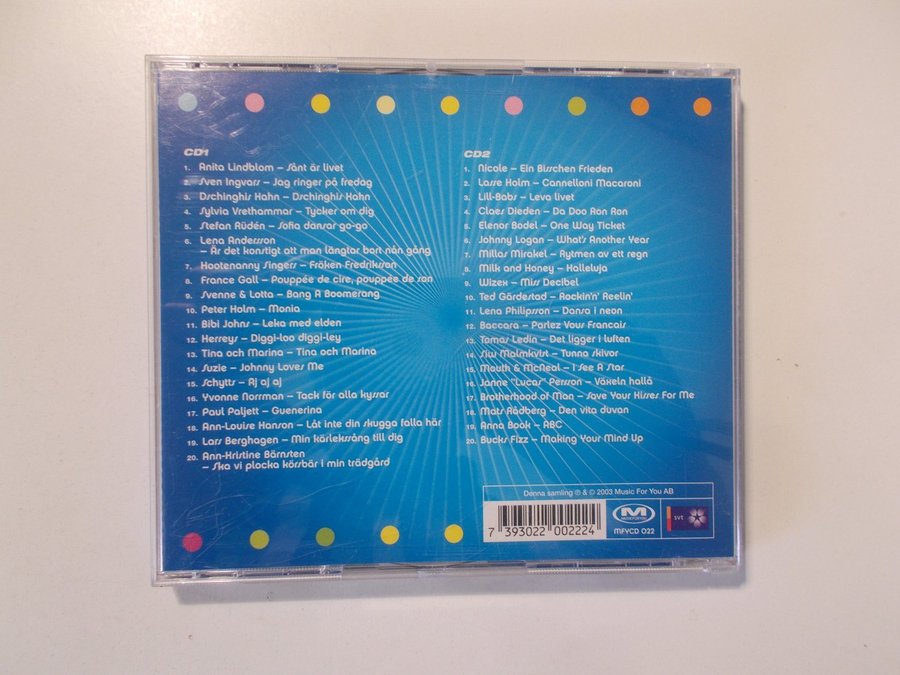 CD1
1. Anita Lindblom – Sånt är livet
2. Sven Ingvars – Jag ringer på fredag
3. Dschinghis Hahn – Dschinghis Hahn
4. Sylvia Vrethammar – Tycker om dig
5. Stefan Rüdén – Sofia dansar go-go
6. Lena Andersson
– Är det konstigt att man längtar bort nån gång
7. Hootenanny Singers – Fröken Fredriksson
8. France Gall – Pouppée de cire, pouppée de son
9. Svenne & Lotta – Bang A Boomerang
10. Peter Holm – Monia
11. Bibi Johns – Leka med elden
12. Herreys – Diggi-loo diggi-ley
13. Tina och Marina – Tina och Marina
14. Suzie – Johnny Loves Me
15. Schytts – Aj aj aj
16. Yvonne Norrman – Tack för alla kyssar
17. Paul Paljett – Guenerina
18. Ann-Louise Hanson – Låt inte din skugga falla här
19. Lars Berghagen – Min kärlekssång till dig
20. Ann-Kristine Bärnsten
– Ska vi plocka körsbär i min trädgård
CD2
1. Nicole – Ein Bisschen Frieden
2. Lasse Holm – Cannelloni Macaroni
3. Lill-Babs – Leva livet
4. Claes Dieden – Da Doo Ron Ron
5. Elenor Bodel – One Way Ticket
6. Johnny Logan – What's Another Year
7. Millas Mirakel – Rytmen av ett regn
8. Milk and Honey – Halleluja
9. Wizex – Miss Decibel
10. Ted Gärdestad – Rockin'n' Reelin'
11. Lena Philipsson – Dansa i neon
12. Baccara – Parlez Vous Francais
13. Tomas Ledin – Det ligger i luften
14. Siw Malmkvist – Tunna skivor
15. Mouth & McNeal – I See A Star
16. Janne "Lucas" Persson – Växeln hallå
17. Brotherhood of Man – Save Your Kisses For Me
18. Mats Rådberg – Den vita duvan
19. Anna Book – ABC
20. Bucks Fizz – Making Your Mind Up
Denna samling ℗ & © 2003 Music For You AB
7 393022 002224
M
MUSIC FOR YOU
MFYCD 022
svt